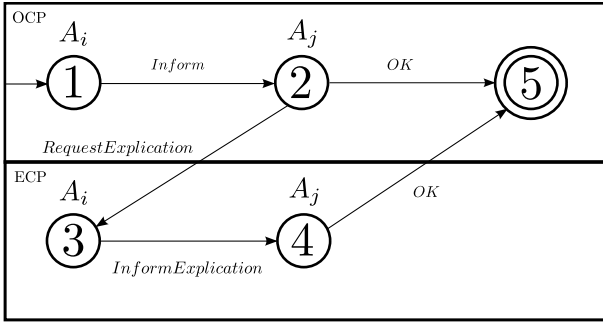 OCP
A_i
A_j
1
Inform
2
OK
5
RequestExplication
ECP
A_i
A_j
3
InformExplication
4
OK